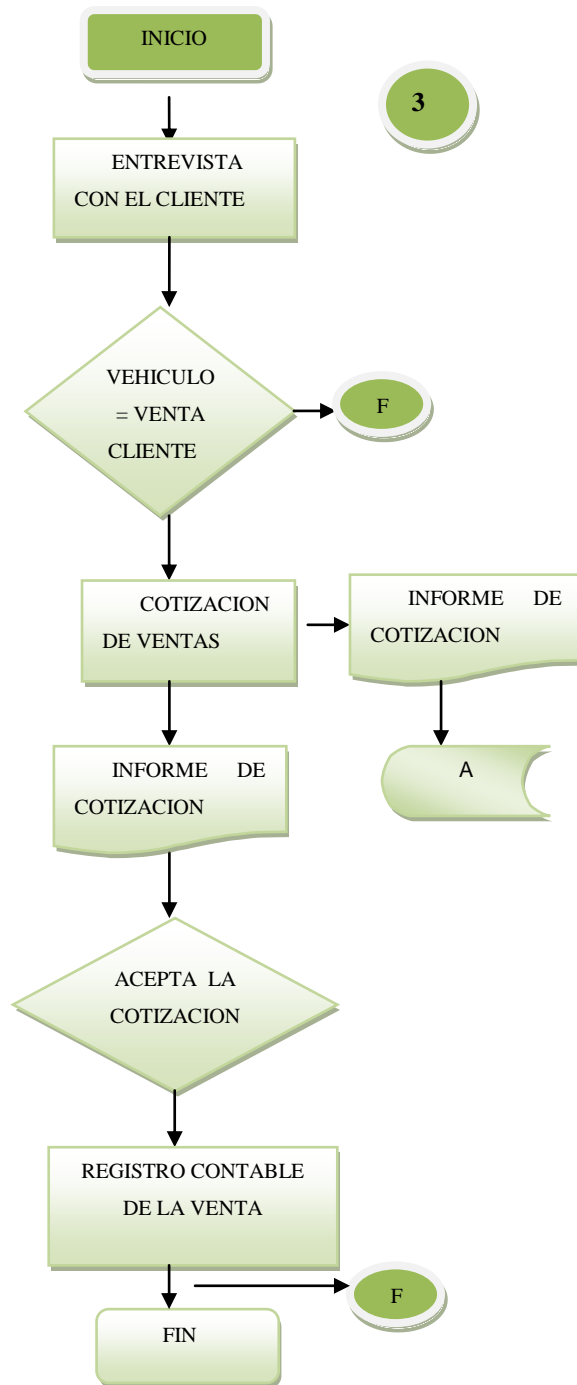 INICIO
3
ENTREVISTA
CON EL CLIENTE
VEHICULO
= VENTA
CLIENTE
F
COTIZACION
DE VENTAS
INFORME DE
COTIZACION
INFORME DE
COTIZACION
A
ACEPTA LA
COTIZACION
REGISTRO CONTABLE
DE LA VENTA
F
FIN